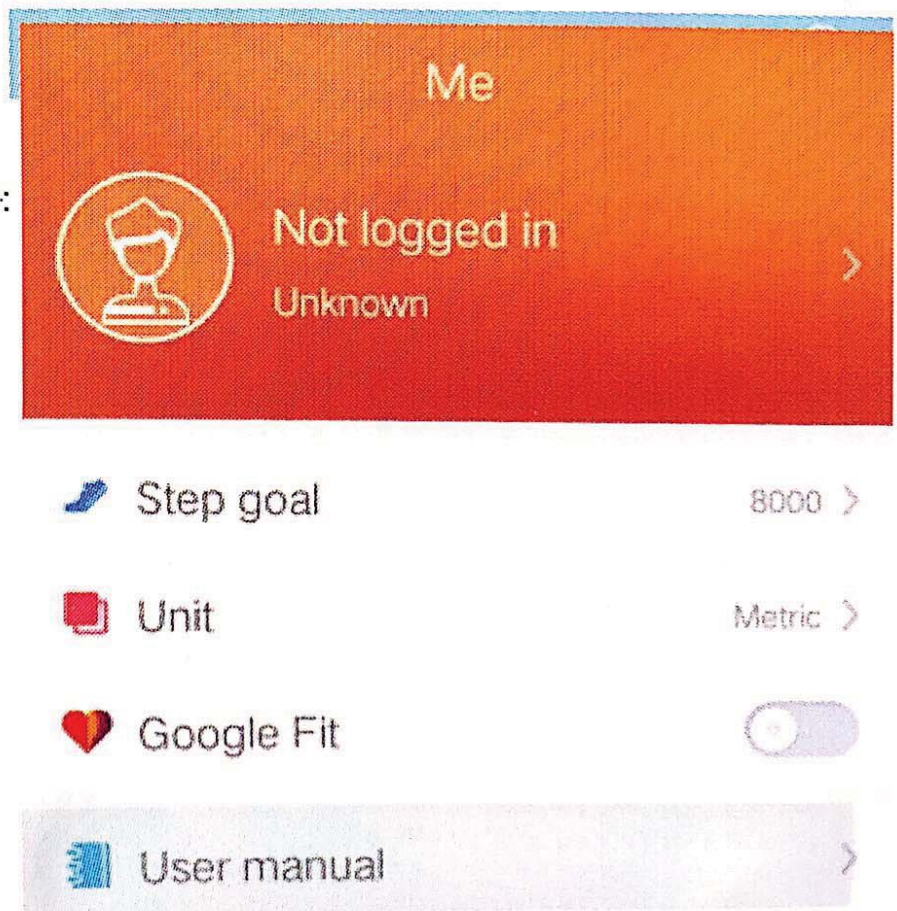 Me
Not logged in
Unknown
Step goal 8000
Unit Metric
Google Fit
User manual